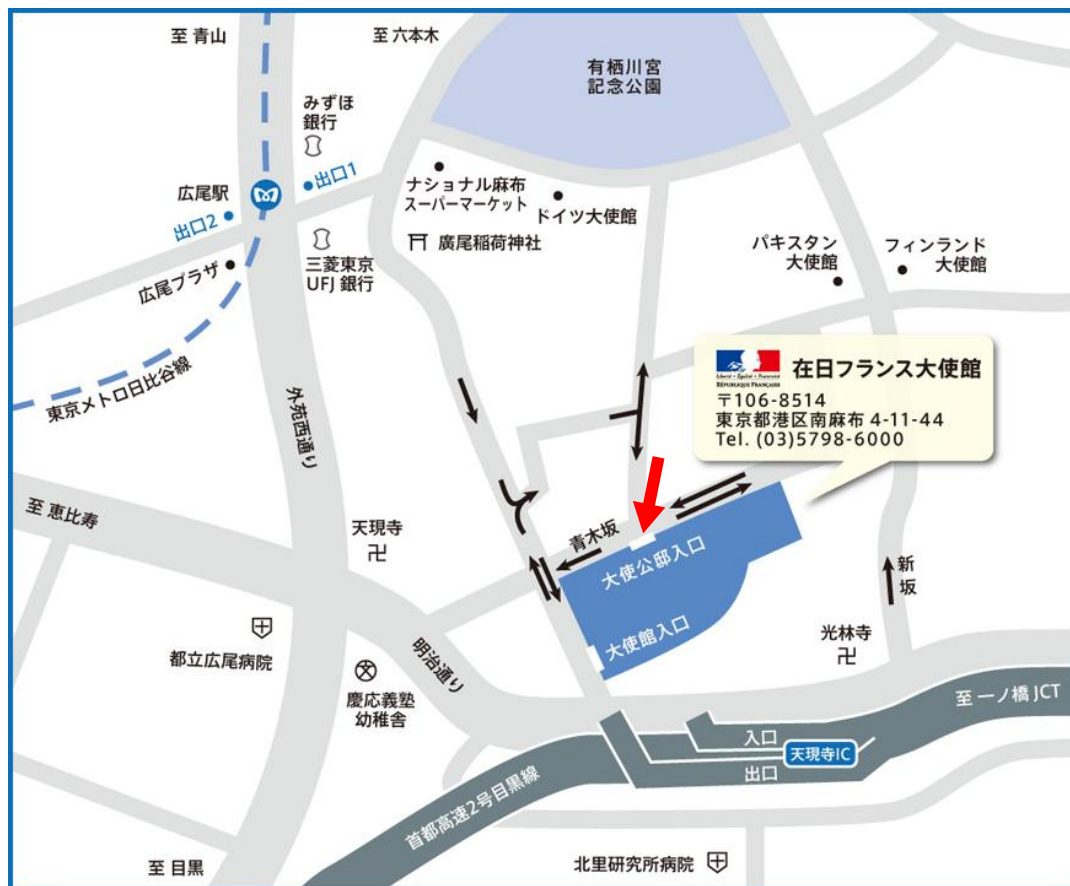 至 青山
至 六本木
有栖川宮
記念公園
みずほ
銀行
出口1
広尾駅
出口2
ナショナル麻布
スーパーマーケット
ドイツ大使館
廣尾稲荷神社
三菱東京
UFJ 銀行
広尾プラザ
パキスタン
大使館
フィンランド
大使館
東京メトロ日比谷線
外苑西通り
Liberté • Égalité • Fraternité
RÉPUBLIQUE FRANÇAISE
在日フランス大使館
〒106-8514
東京都港区南麻布 4-11-44
Tel. (03)5798-6000
至 恵比寿
天現寺
青木坂
大使公邸入口
大使館入口
新坂
光林寺
都立広尾病院
明治通り
慶応義塾
幼稚舎
至 一ノ橋 JCT
入口
天現寺IC
出口
首都高速2号目黒線
至 目黒
北里研究所病院